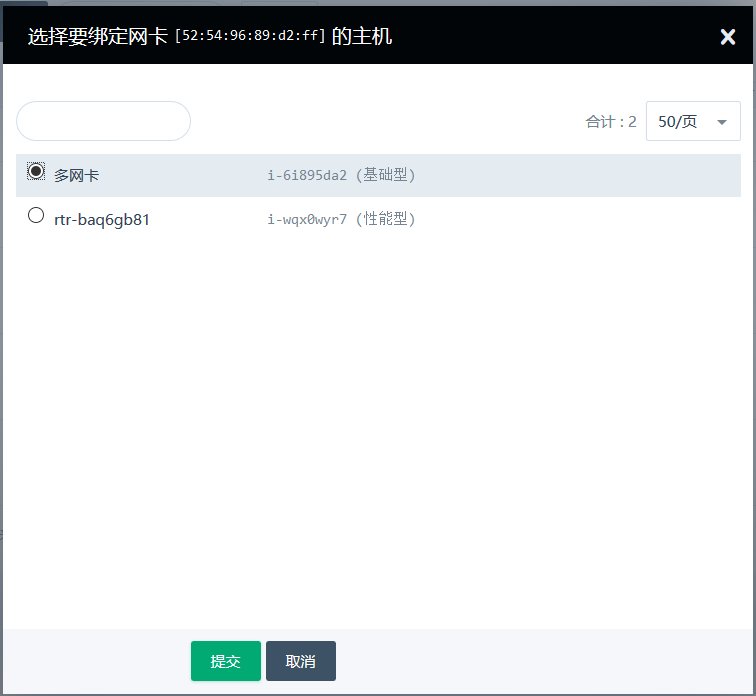 选择要绑定网卡 [52:54:96:89:d2:ff] 的主机
合计 : 2 50/页
多网卡 i-6i895da2 (基础型)
rtr-baq6gb81 i-wqx0wyr7 (性能型)
提交 取消